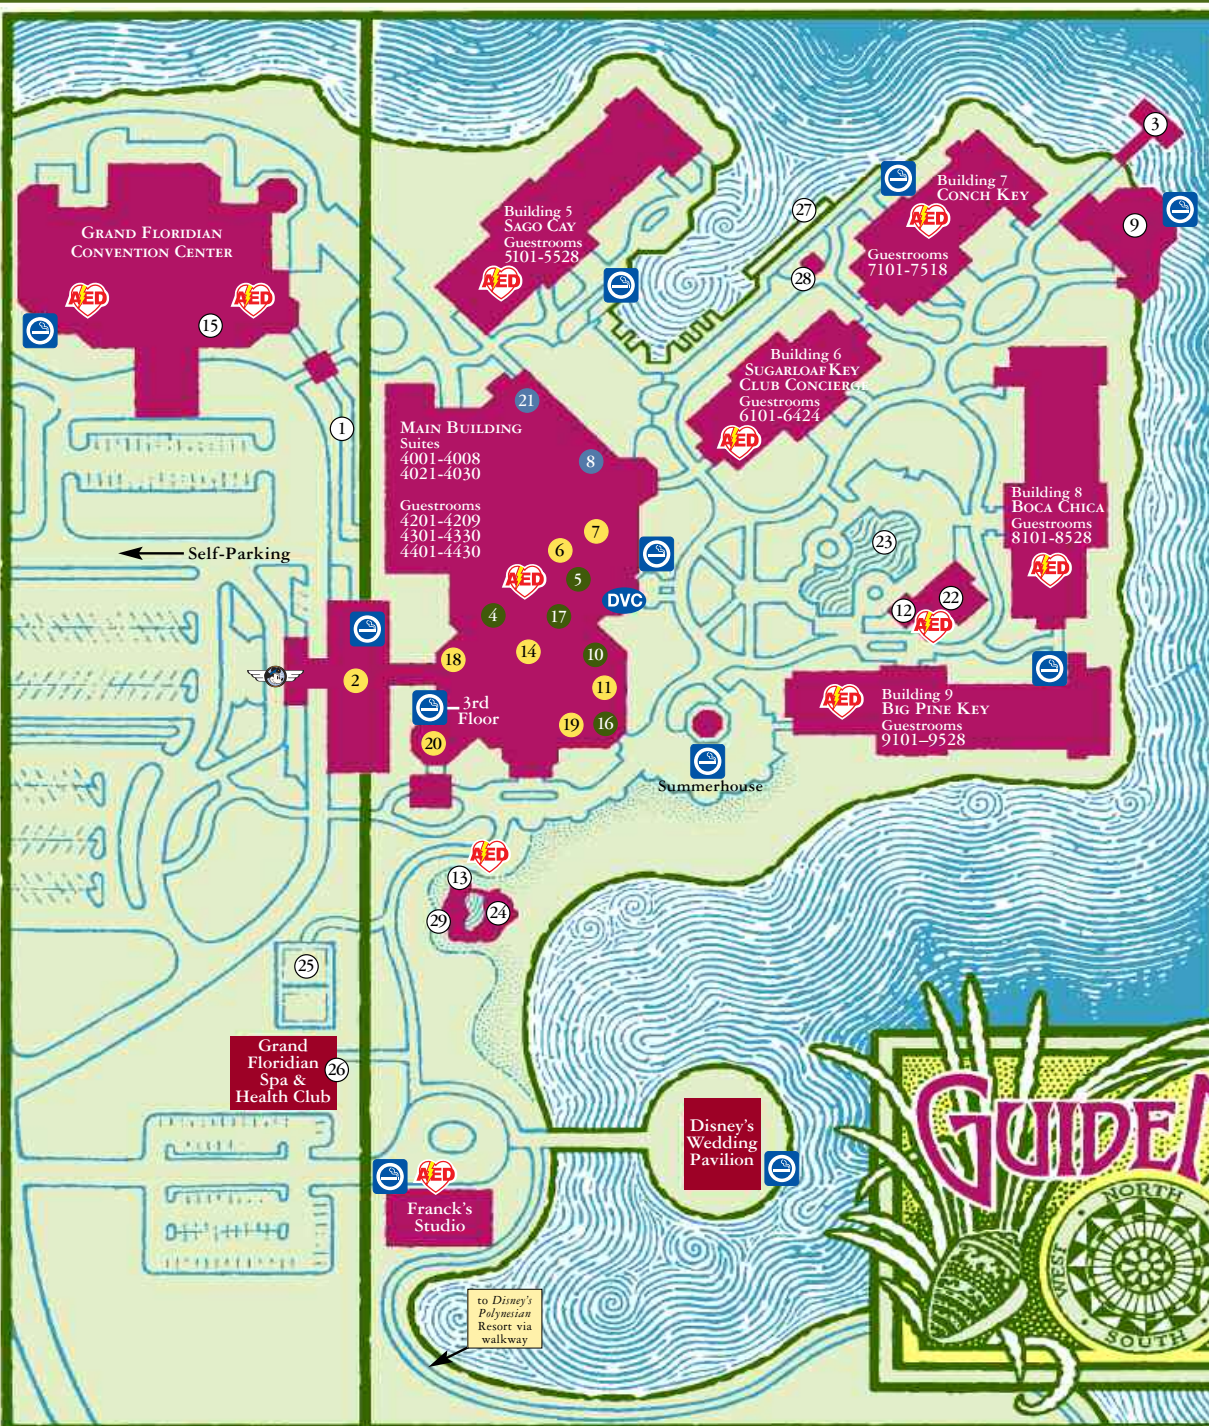 3
Building 7
CONCH KEY
AED
Guestrooms
7101-7518
9
27
28
Building 5
SAGO CAY
Guestrooms
5101-5528
AED
GRAND FLORIDIAN
CONVENTION CENTER
AED
AED
15
1
Building 6
SUGARLOAF KEY
CLUB CONCIERGE
Guestrooms
6101-6424
AED
21
MAIN BUILDING
Suites
4001-4008
4021-4030
8
Guestrooms
4201-4209
4301-4330
4401-4430
7
6
AED
5
DVC
4
17
14
10
18
11
19
16
Building 8
BOCA CHICA
Guestrooms
8101-8528
AED
23
22
12
AED
Self-Parking
2
3rd
Floor
20
AED
Building 9
BIG PINE KEY
Guestrooms
9101–9528
Summerhouse
AED
13
24
29
25
Grand
Floridian
Spa &
Health Club
26
Disney's
Wedding
Pavilion
AED
Franck's
Studio
to Disney's
Polynesian
Resort via
walkway
NORTH
WEST
SOUTH